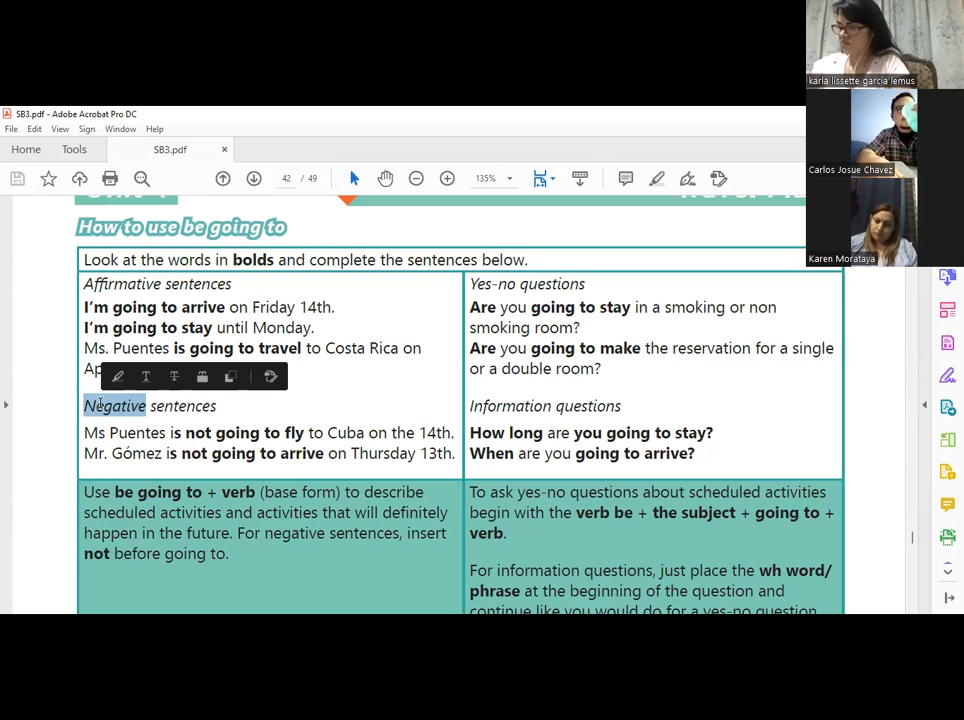 karla lissette garcia lemus
SB3.pdf - Adobe Acrobat Pro DC
File Edit View Sign Window Help
Home Tools SB3.pdf ×
42 / 49 135%
Carlos Josue Chavez
Karen Morataya
How to use be going to
Look at the words in bolds and complete the sentences below.
Affirmative sentences
I'm going to arrive on Friday 14th.
I'm going to stay until Monday.
Ms. Puentes is going to travel to Costa Rica on
Ap
Negative sentences
Ms Puentes is not going to fly to Cuba on the 14th.
Mr. Gómez is not going to arrive on Thursday 13th.
Yes-no questions
Are you going to stay in a smoking or non
smoking room?
Are you going to make the reservation for a single
or a double room?
Information questions
How long are you going to stay?
When are you going to arrive?
Use be going to + verb (base form) to describe
scheduled activities and activities that will definitely
happen in the future. For negative sentences, insert
not before going to.
To ask yes-no questions about scheduled activities
begin with the verb be + the subject + going to +
verb.
For information questions, just place the wh word/
phrase at the beginning of the question and
continue like you would do for a yes-no question